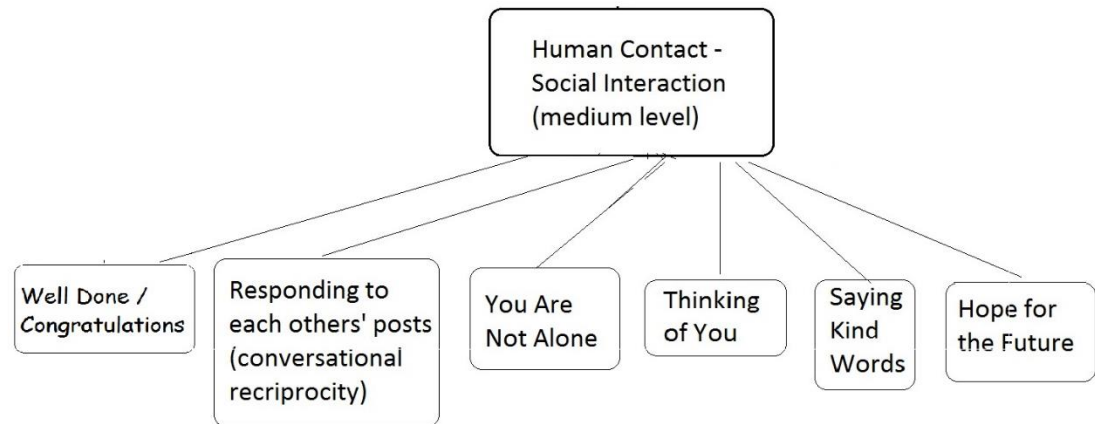 Human Contact -
Social Interaction
(medium level)
Well Done /
Congratulations
Responding to
each others' posts
(conversational
recriprocity)
You Are
Not Alone
Thinking
of You
Saying
Kind
Words
Hope for
the Future